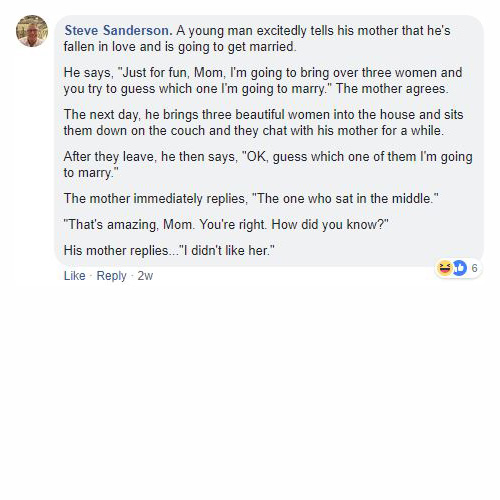 Steve Sanderson. A young man excitedly tells his mother that he's
fallen in love and is going to get married.
He says, "Just for fun, Mom, I'm going to bring over three women and
you try to guess which one I'm going to marry." The mother agrees.
The next day, he brings three beautiful women into the house and sits
them down on the couch and they chat with his mother for a while.
After they leave, he then says, "OK, guess which one of them I'm going
to marry."
The mother immediately replies, "The one who sat in the middle."
"That's amazing, Mom. You're right. How did you know?"
His mother replies..."I didn't like her."
Like · Reply · 2w
6